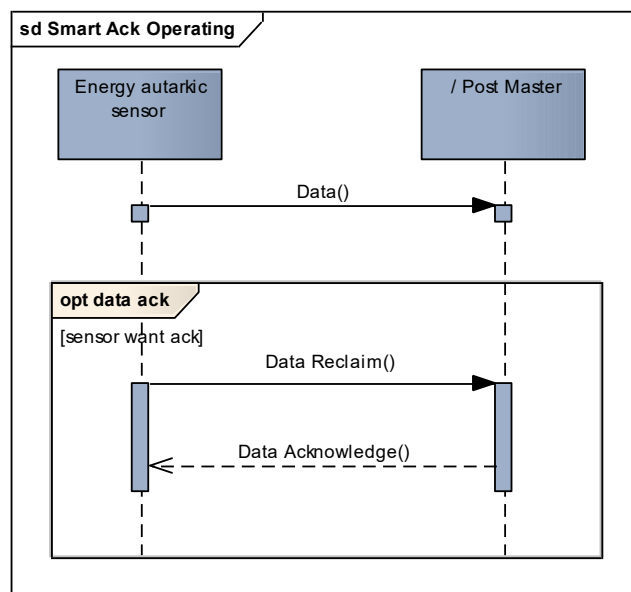 sd Smart Ack Operating
Energy autarkic
sensor
/ Post Master
Data()
opt data ack
[sensor want ack]
Data Reclaim()
Data Acknowledge()